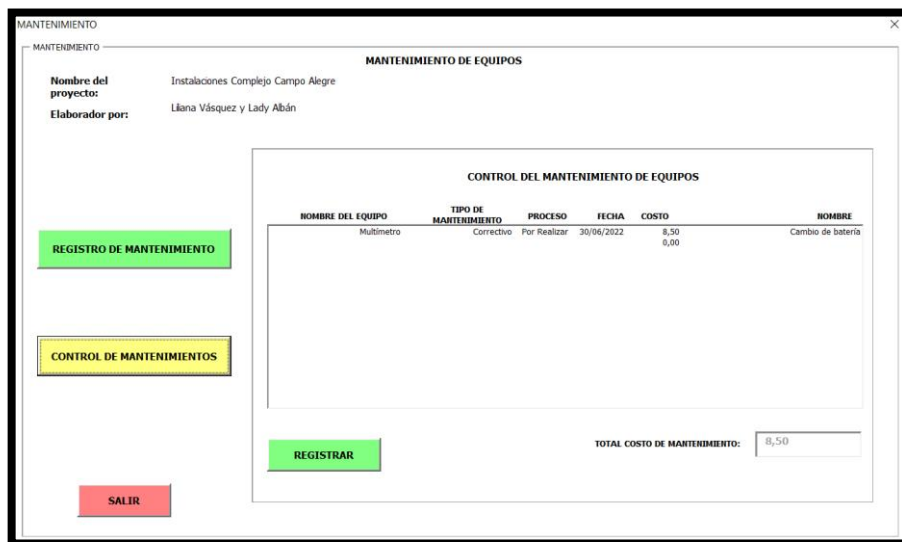 MANTENIMIENTO
MANTENIMIENTO
MANTENIMIENTO DE EQUIPOS
Nombre del proyecto: Instalaciones Complejo Campo Alegre
Elaborador por: Liliana Vásquez y Lady Albán
CONTROL DEL MANTENIMIENTO DE EQUIPOS
NOMBRE DEL EQUIPO TIPO DE MANTENIMIENTO PROCESO FECHA COSTO NOMBRE
Multímetro Correctivo Por Realizar 30/06/2022 8,50 Cambio de batería
0,00
REGISTRO DE MANTENIMIENTO
CONTROL DE MANTENIMIENTOS
REGISTRAR
TOTAL COSTO DE MANTENIMIENTO: 8,50
SALIR